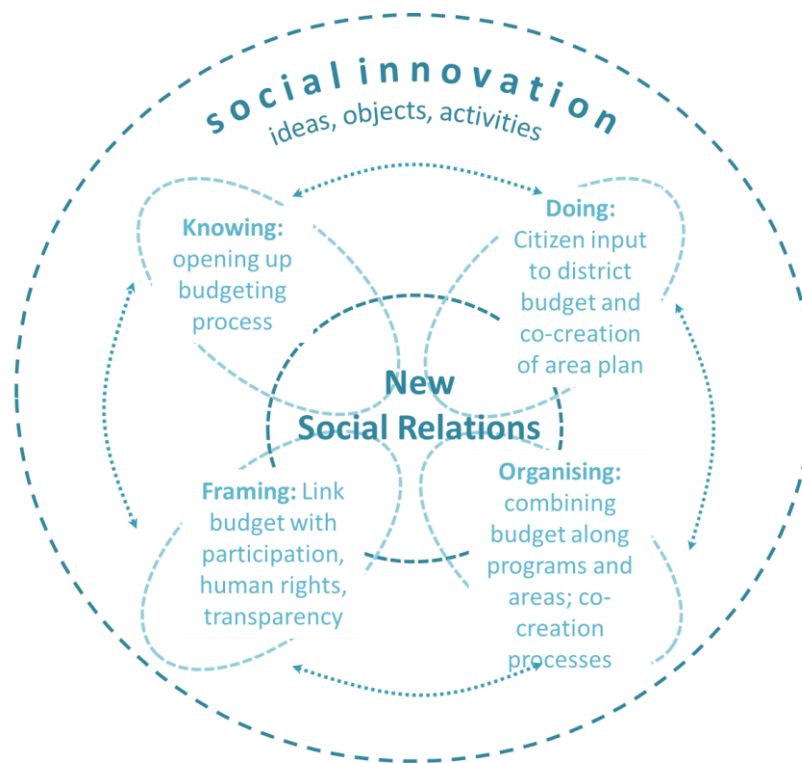 social innovation
ideas, objects, activities
Knowing:
opening up
budgeting
process
Doing:
Citizen input
to district
budget and
co-creation
of area plan
New
Social Relations
Framing: Link
budget with
participation,
human rights,
transparency
Organising:
combining
budget along
programs and
areas; co-
creation
processes